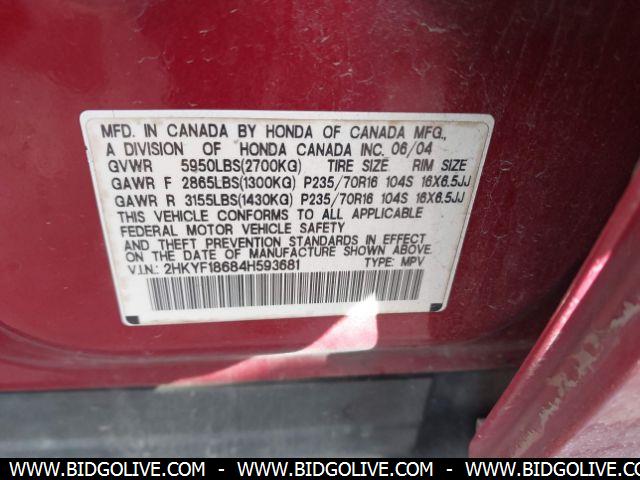 MFD. IN CANADA BY HONDA OF CANADA MFG.,
A DIVISION OF HONDA CANADA INC. 06/04
GVWR 5950LBS(2700KG) TIRE SIZE RIM SIZE
GAWR F 2865LBS(1300KG) P235/70R16 104S 16X6.5JJ
GAWR R 3155LBS(1430KG) P235/70R16 104S 16X6.5JJ
THIS VEHICLE CONFORMS TO ALL APPLICABLE
FEDERAL MOTOR VEHICLE SAFETY
AND THEFT PREVENTION STANDARDS IN EFFECT
ON THE DATE OF MANUFACTURE SHOWN ABOVE.
V.I.N.: 2HKYF18684H593681 TYPE: MPV
WWW.BIDGOLIVE.COM - WWW.BIDGOLIVE.COM - WWW.BIDGOLIVE.COM